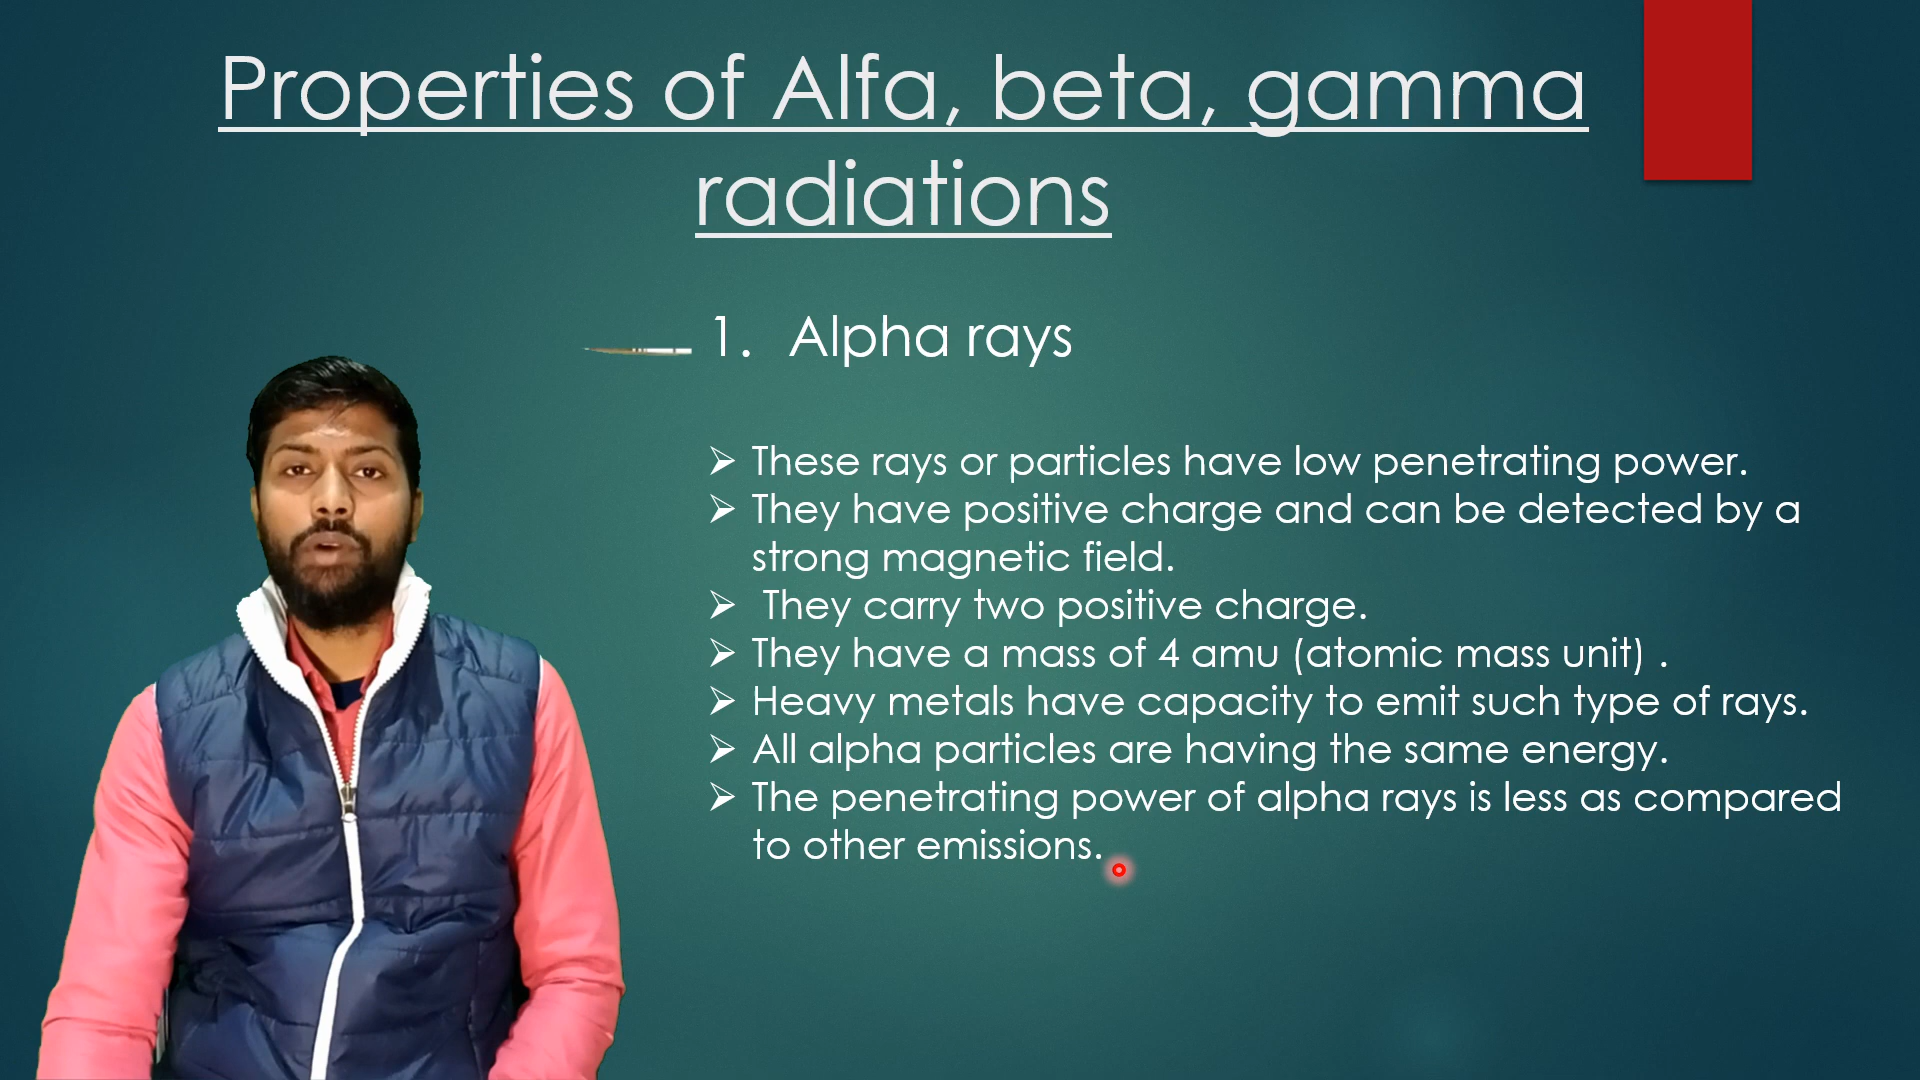 Properties of Alfa, beta, gamma
radiations
1. Alpha rays
➢ These rays or particles have low penetrating power.
➢ They have positive charge and can be detected by a
strong magnetic field.
➢ They carry two positive charge.
➢ They have a mass of 4 amu (atomic mass unit) .
➢ Heavy metals have capacity to emit such type of rays.
➢ All alpha particles are having the same energy.
➢ The penetrating power of alpha rays is less as compared
to other emissions.